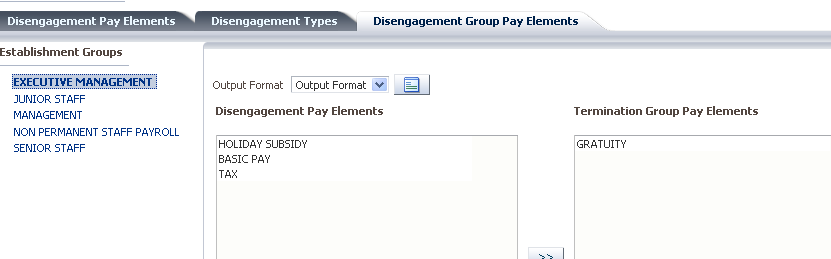 Disengagement Pay Elements
Disengagement Types
Disengagement Group Pay Elements
Establishment Groups
EXECUTIVE MANAGEMENT
JUNIOR STAFF
MANAGEMENT
NON PERMANENT STAFF PAYROLL
SENIOR STAFF
Output Format Output Format
Disengagement Pay Elements
HOLIDAY SUBSIDY
BASIC PAY
TAX
>>
Termination Group Pay Elements
GRATUITY